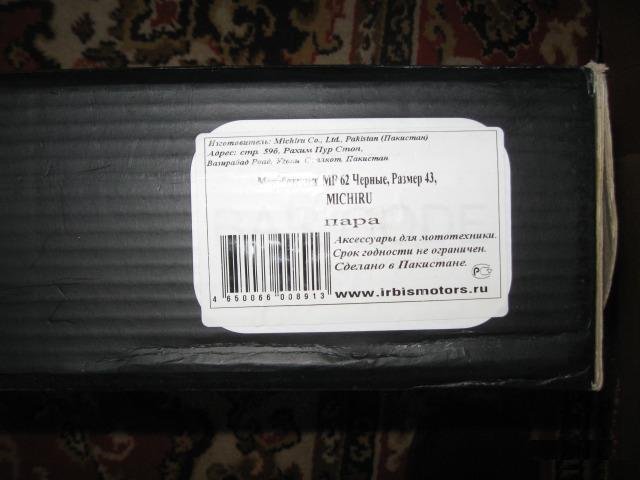 Изготовитель: Michiru Co., Ltd., Pakistan (Пакистан)
Адрес: стр. 596, Рахим Пур Стоп,
Вазирабад Роад, Пакистан
MP 62 Черные, Размер 43,
MICHIRU
пара
Аксессуары для мототехники.
Срок годности не ограничен.
Сделано в Пакистане.
4 650066 008913
www.irbismotors.ru